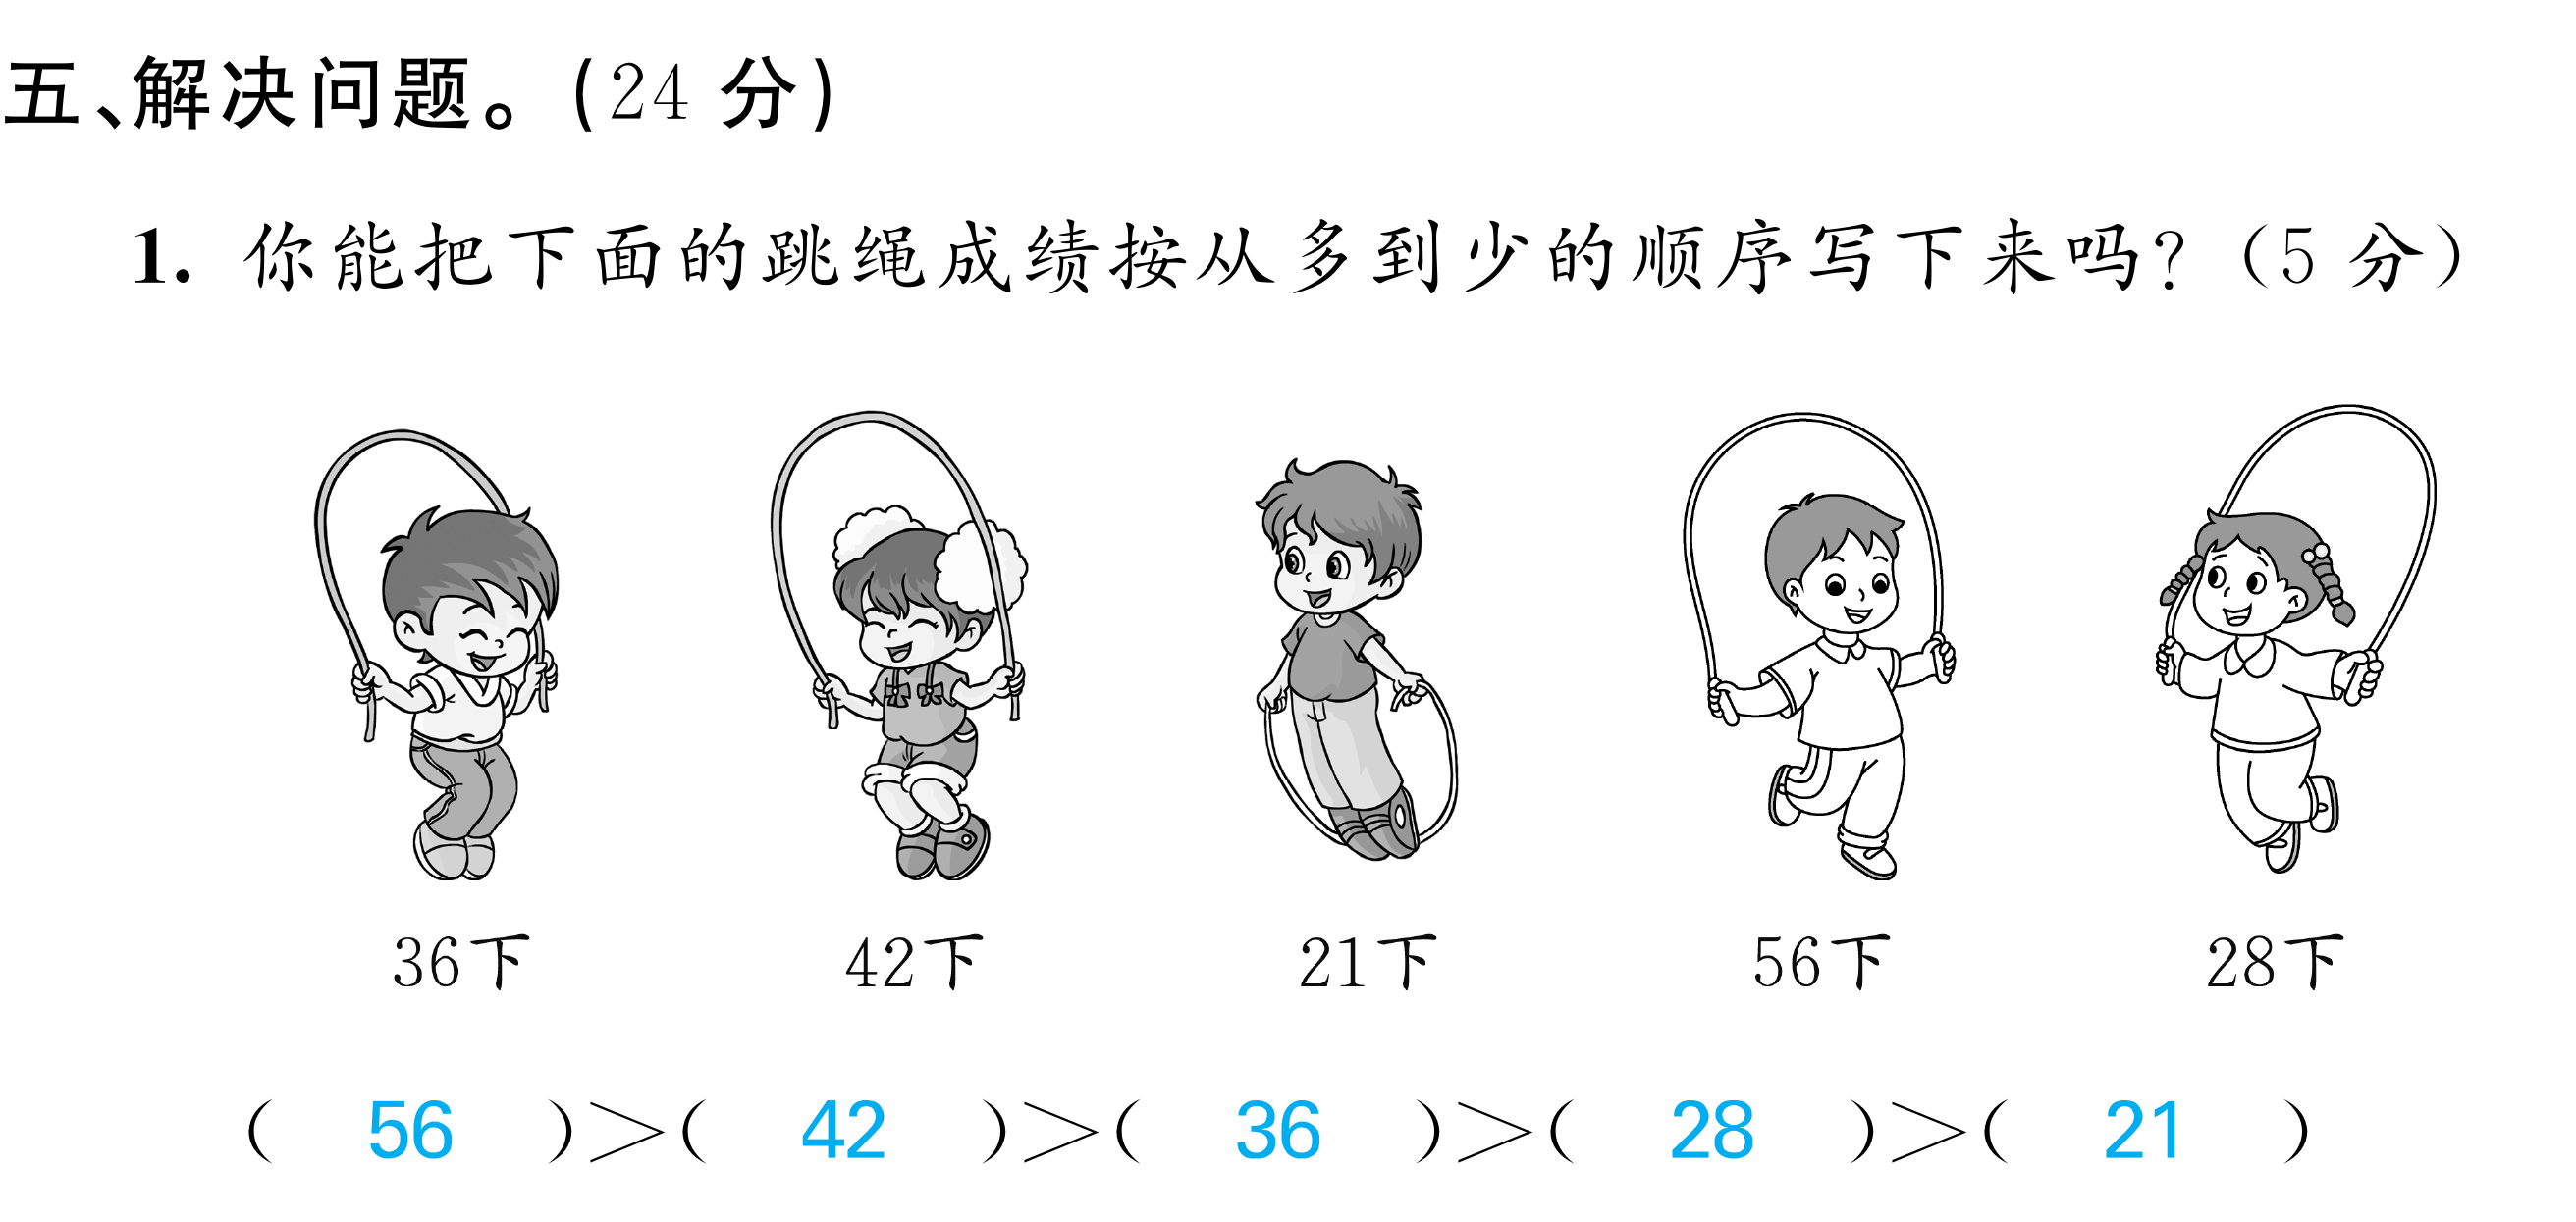 五、解决问题。(24 分)
1. 你能把下面的跳绳成绩按从多到少的顺序写下来吗?(5 分)
36下 42下 21下 56下 28下
( 56 )>( 42 )>( 36 )>( 28 )>( 21 )